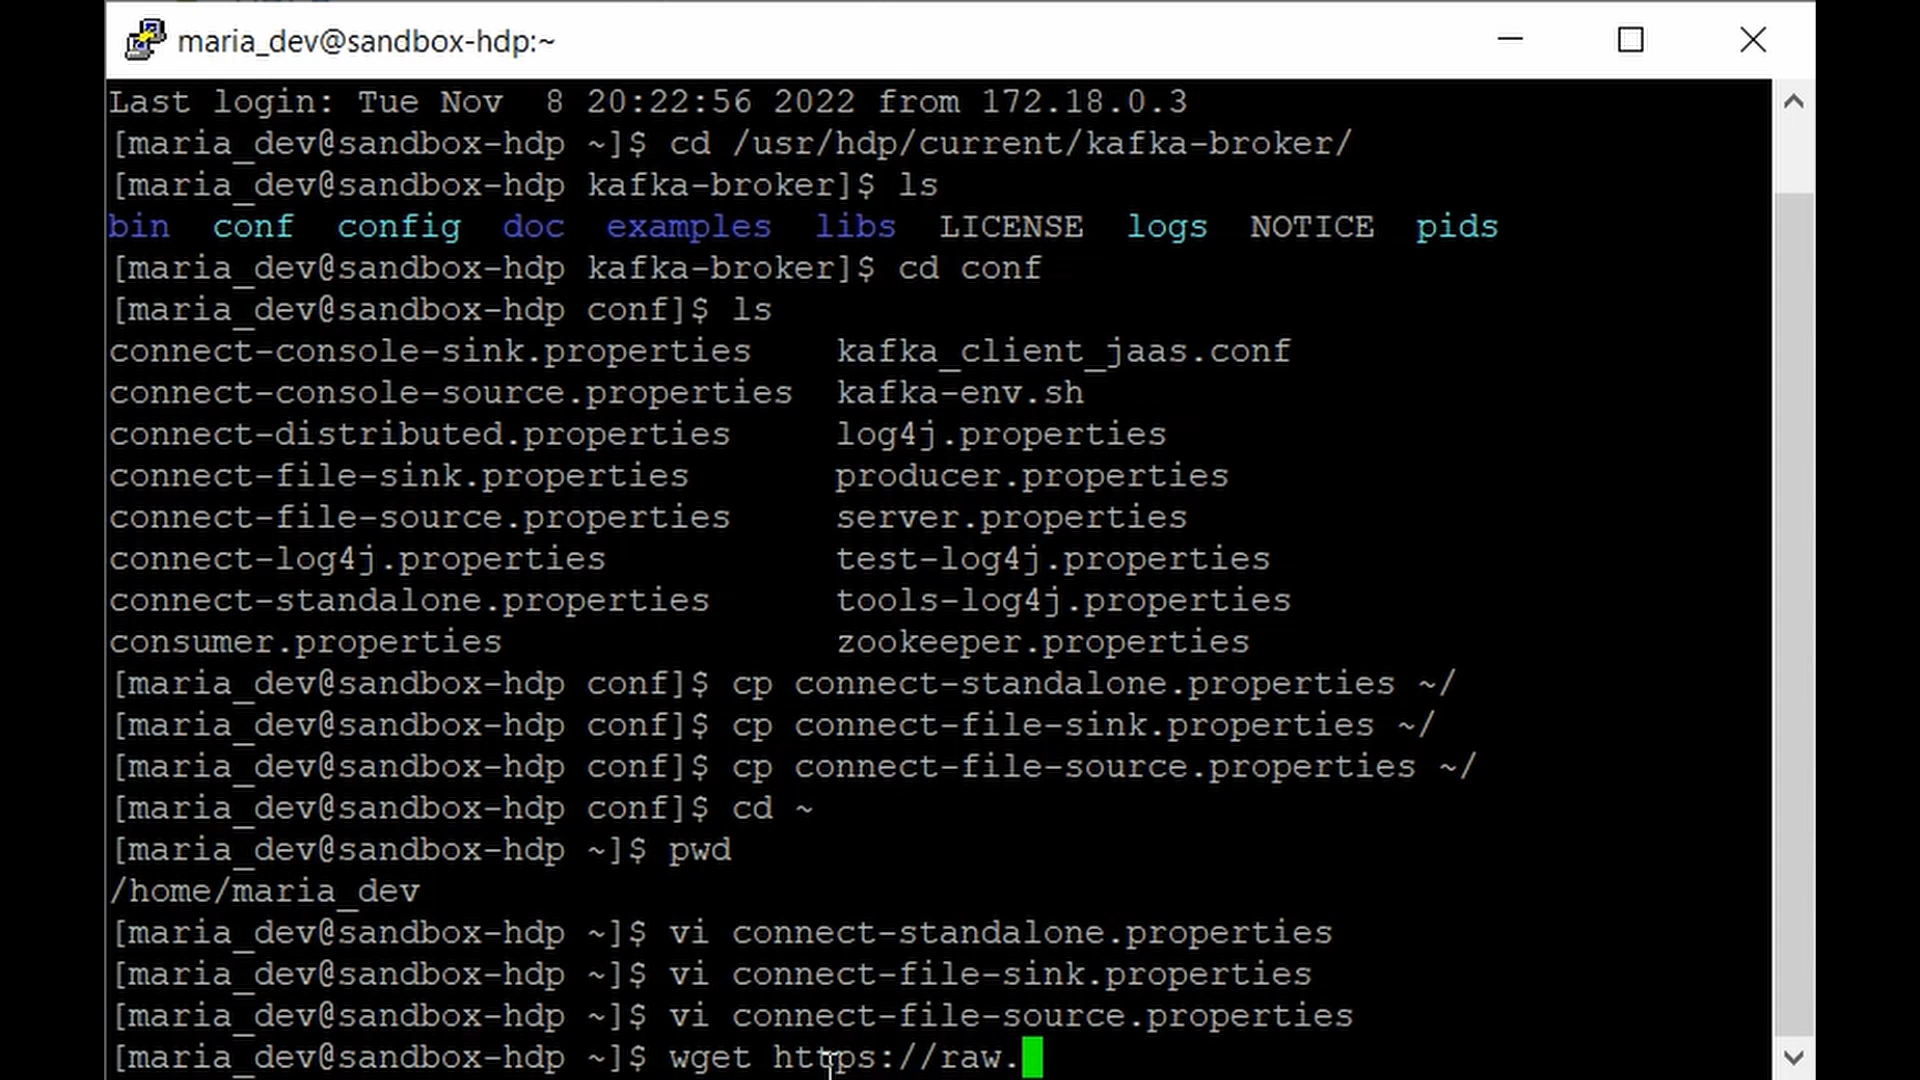 maria_dev@sandbox-hdp:~
Last login: Tue Nov  8 20:22:56 2022 from 172.18.0.3
[maria_dev@sandbox-hdp ~]$ cd /usr/hdp/current/kafka-broker/
[maria_dev@sandbox-hdp kafka-broker]$ ls
bin  conf  config  doc  examples  libs  LICENSE  logs  NOTICE  pids
[maria_dev@sandbox-hdp kafka-broker]$ cd conf
[maria_dev@sandbox-hdp conf]$ ls
connect-console-sink.properties    kafka_client_jaas.conf
connect-console-source.properties  kafka-env.sh
connect-distributed.properties     log4j.properties
connect-file-sink.properties       producer.properties
connect-file-source.properties     server.properties
connect-log4j.properties           test-log4j.properties
connect-standalone.properties      tools-log4j.properties
consumer.properties                zookeeper.properties
[maria_dev@sandbox-hdp conf]$ cp connect-standalone.properties ~/
[maria_dev@sandbox-hdp conf]$ cp connect-file-sink.properties ~/
[maria_dev@sandbox-hdp conf]$ cp connect-file-source.properties ~/
[maria_dev@sandbox-hdp conf]$ cd ~
[maria_dev@sandbox-hdp ~]$ pwd
/home/maria_dev
[maria_dev@sandbox-hdp ~]$ vi connect-standalone.properties
[maria_dev@sandbox-hdp ~]$ vi connect-file-sink.properties
[maria_dev@sandbox-hdp ~]$ vi connect-file-source.properties
[maria_dev@sandbox-hdp ~]$ wget https://raw.